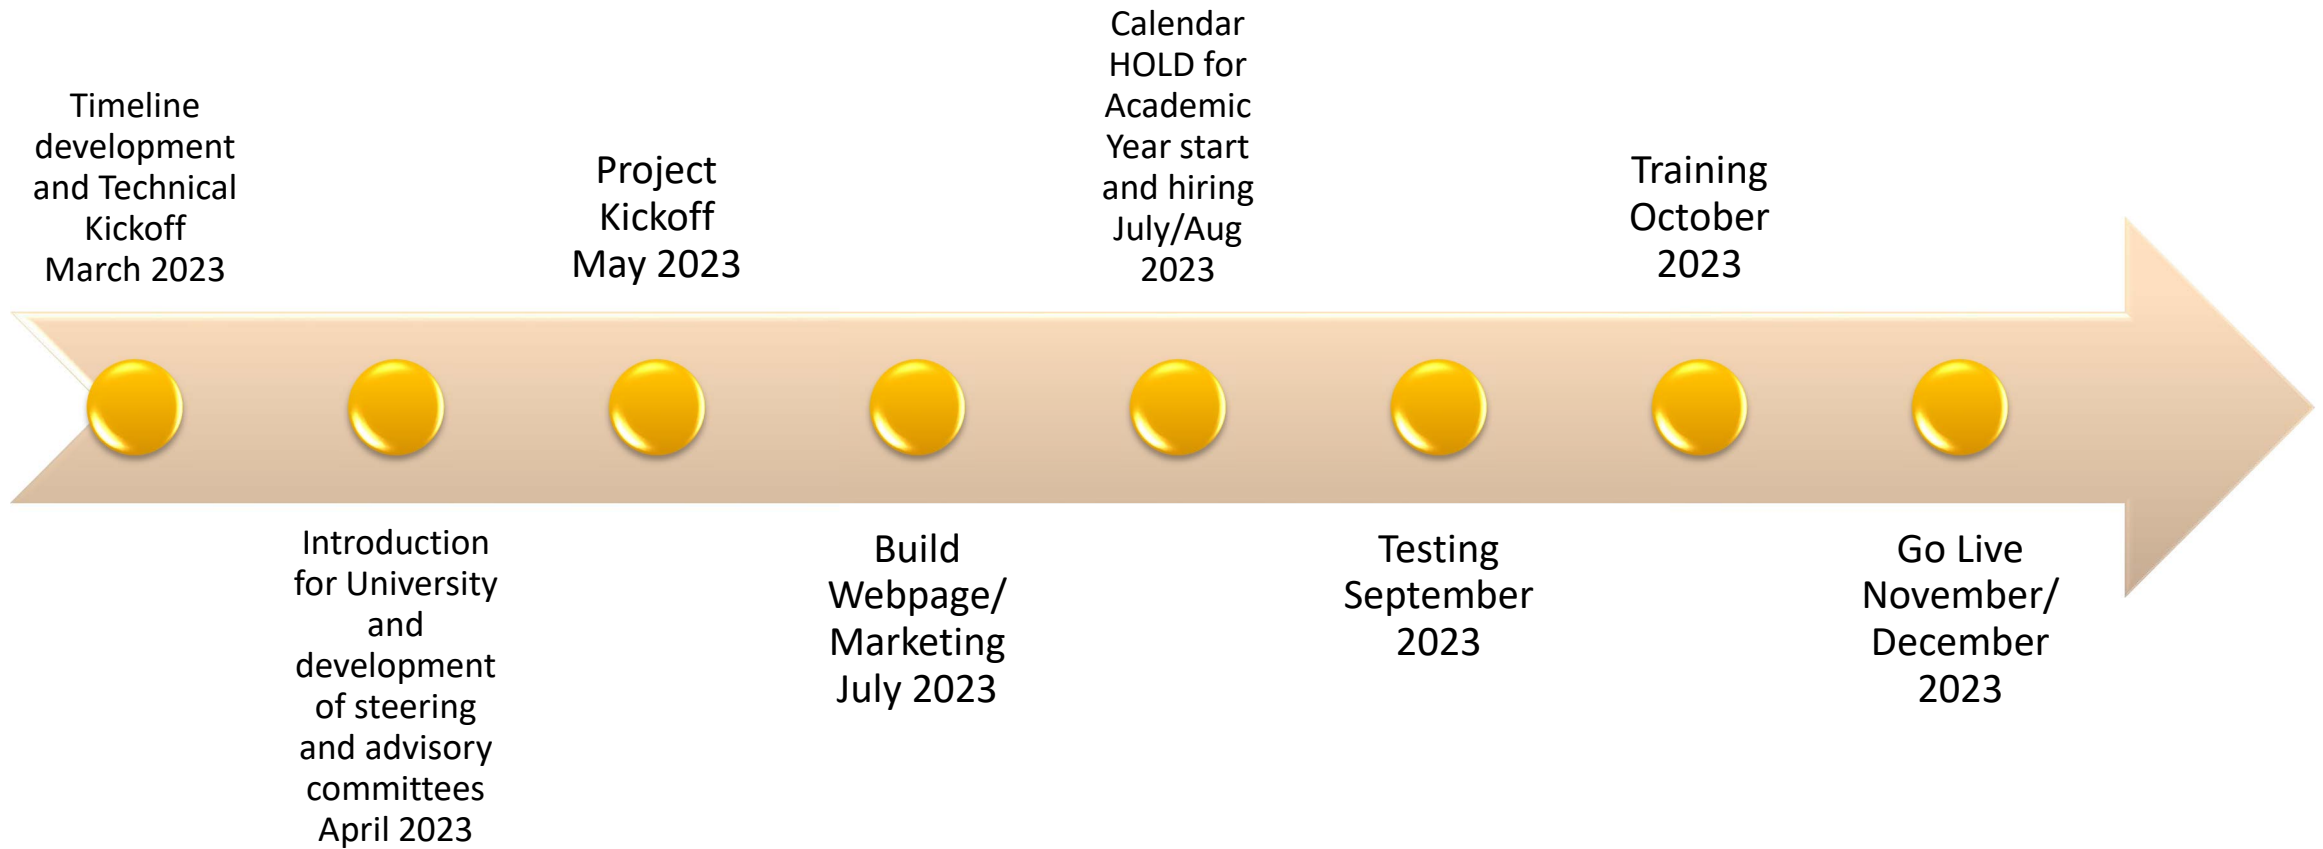 Timeline
development
and Technical
Kickoff
March 2023
Introduction
for University
and
development
of steering
and advisory
committees
April 2023
Project
Kickoff
May 2023
Build
Webpage/
Marketing
July 2023
Calendar
HOLD for
Academic
Year start
and hiring
July/Aug
2023
Testing
September
2023
Training
October
2023
Go Live
November/
December
2023